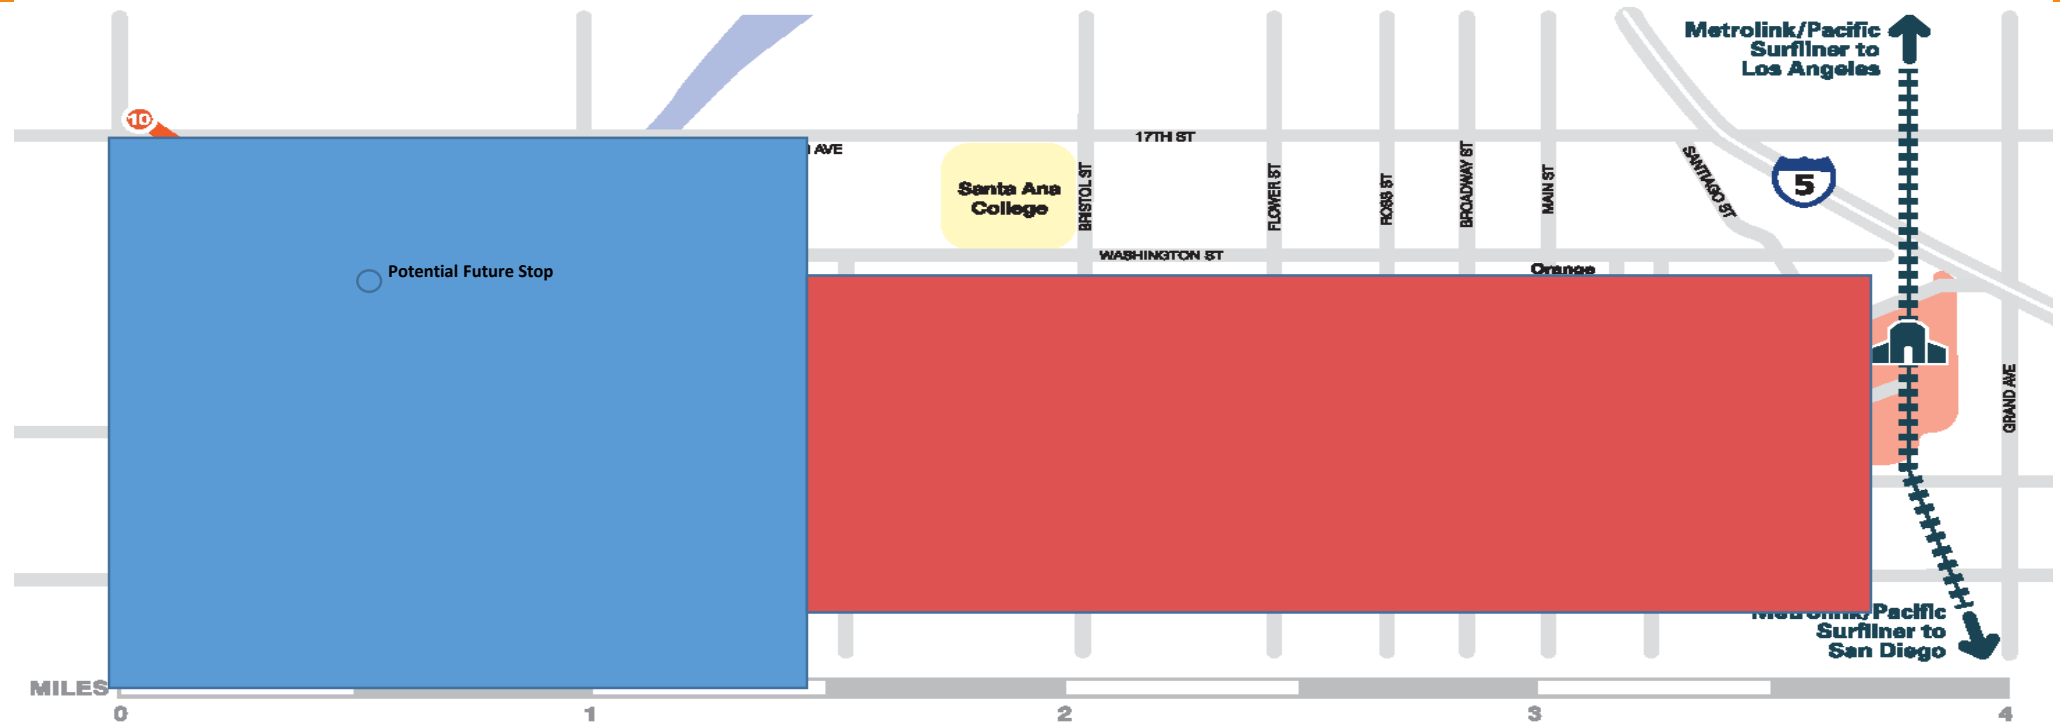 Metrolink/Pacific
Surfliner to
Los Angeles
10
17TH ST
AVE
SANTIAGO ST
5
Santa Ana
College
BRISTOL ST
FLOWER ST
ROSS ST
BROADWAY ST
MAIN ST
WASHINGTON ST
Orange
Potential Future Stop
GRAND AVE
Metrolink/Pacific
Surfliner to
San Diego
MILES
0 1 2 3 4